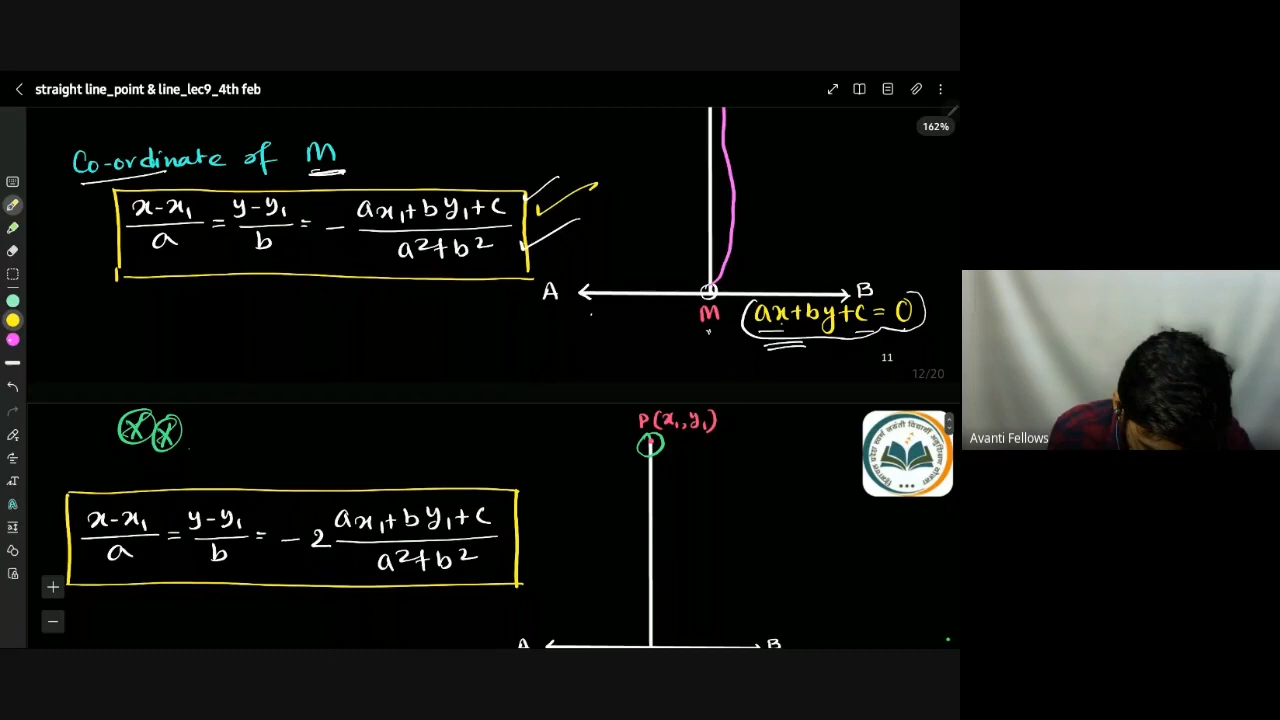 straight line_point & line_lec9_4th feb
162%
Co-ordinate of M
x-x₁/a = y-y₁/b = - ax₁+by₁+c/a²+b²
A B
M ax+by+c = 0
11
12/20
P(x₁,y₁)
x-x₁/a = y-y₁/b = - 2 ax₁+by₁+c/a²+b²
A B
Avanti Fellows